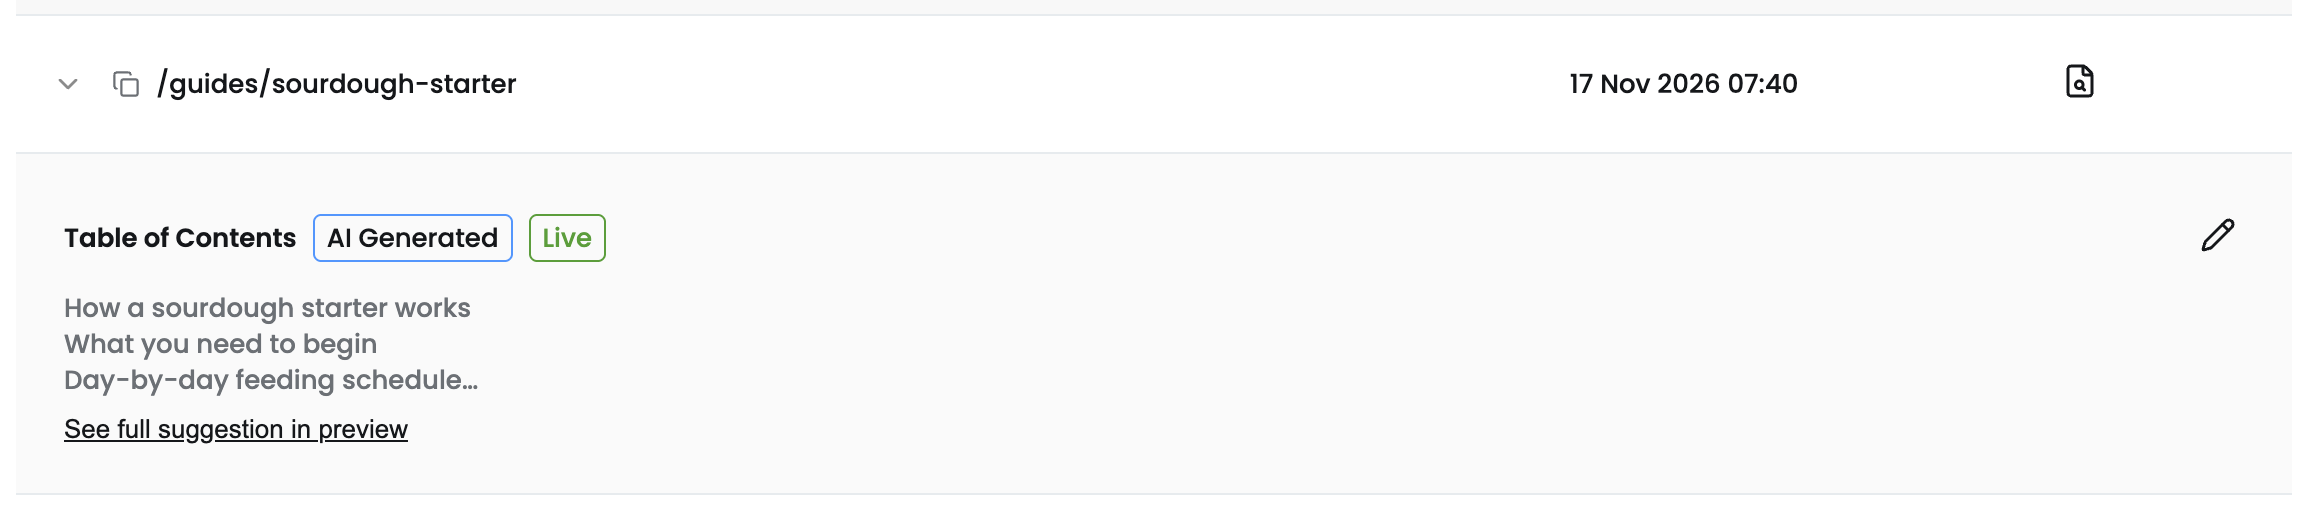 /guides/sourdough-starter 17 Nov 2026 07:40
Table of Contents AI Generated Live
How a sourdough starter works
What you need to begin
Day-by-day feeding schedule...
See full suggestion in preview